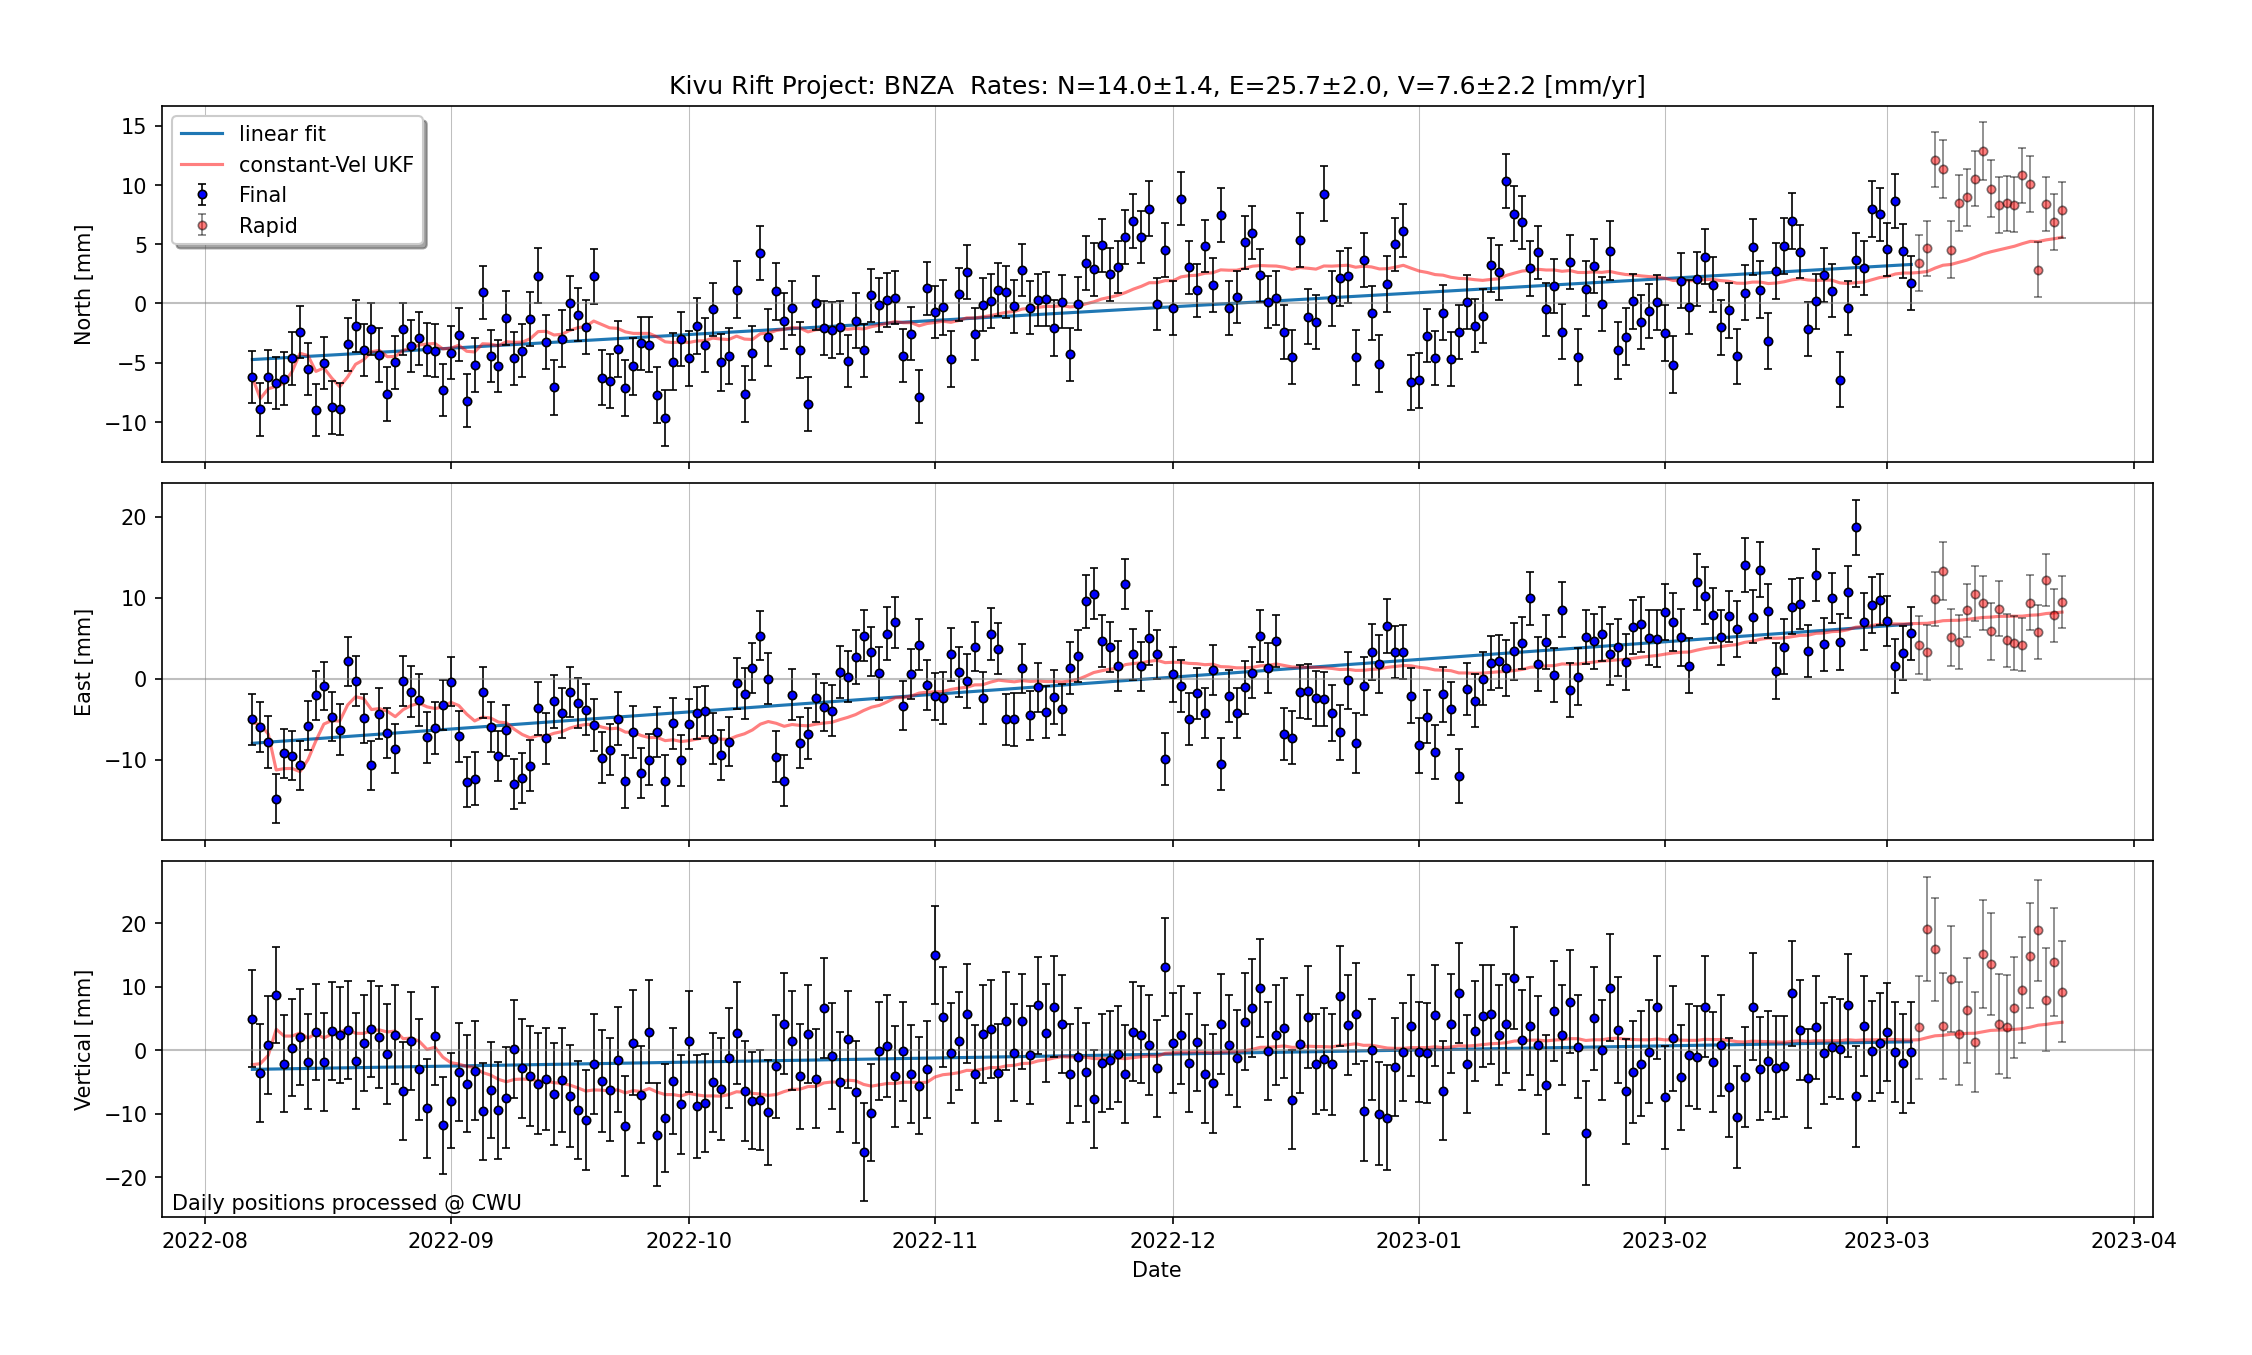 Kivu Rift Project: BNZA  Rates: N=14.0±1.4, E=25.7±2.0, V=7.6±2.2 [mm/yr]
linear fit
constant-Vel UKF
Final
Rapid
North [mm]
15
10
5
0
−5
−10
East [mm]
20
10
0
−10
Vertical [mm]
20
10
0
−10
−20
Daily positions processed @ CWU
2022-08 2022-09 2022-10 2022-11 2022-12 2023-01 2023-02 2023-03 2023-04
Date